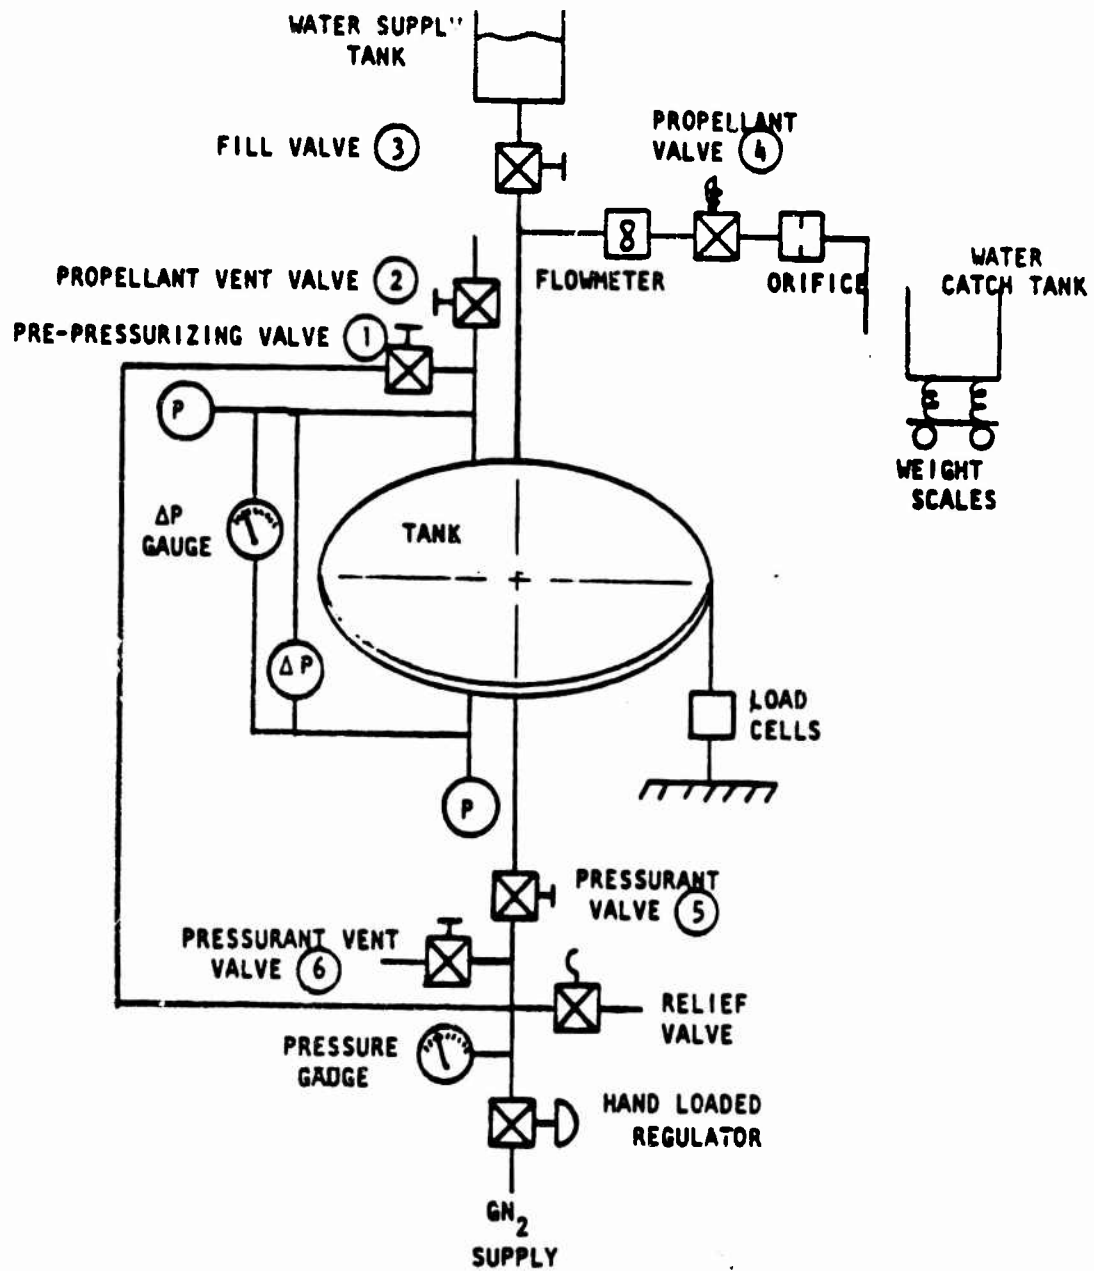 WATER SUPPLY
TANK
FILL VALVE 3
PROPELLANT
VALVE 4
PROPELLANT VENT VALVE 2
FLOWMETER
ORIFICE
WATER
CATCH TANK
PRE-PRESSURIZING VALVE 1
P
WEIGHT
SCALES
TANK
ΔP
GAUGE
ΔP
LOAD
CELLS
P
PRESSURANT
VALVE 5
PRESSURANT VENT
VALVE 6
RELIEF
VALVE
PRESSURE
GAUGE
HAND LOADED
REGULATOR
GN2
SUPPLY